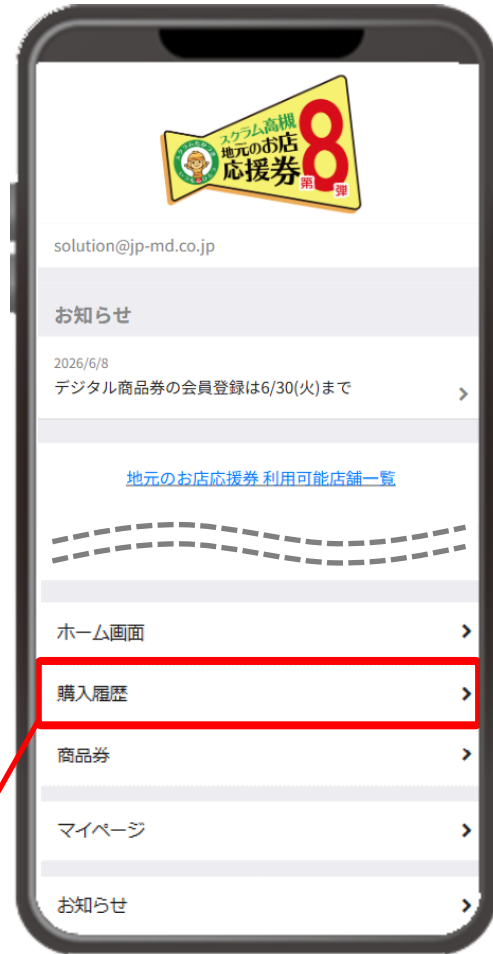 スクラム高槻
地元のお店
応援券
第8弾
solution@jp-md.co.jp
お知らせ
2026/6/8
デジタル商品券の会員登録は6/30(火)まで
地元のお店応援券 利用可能店舗一覧
ホーム画面
購入履歴
商品券
マイページ
お知らせ